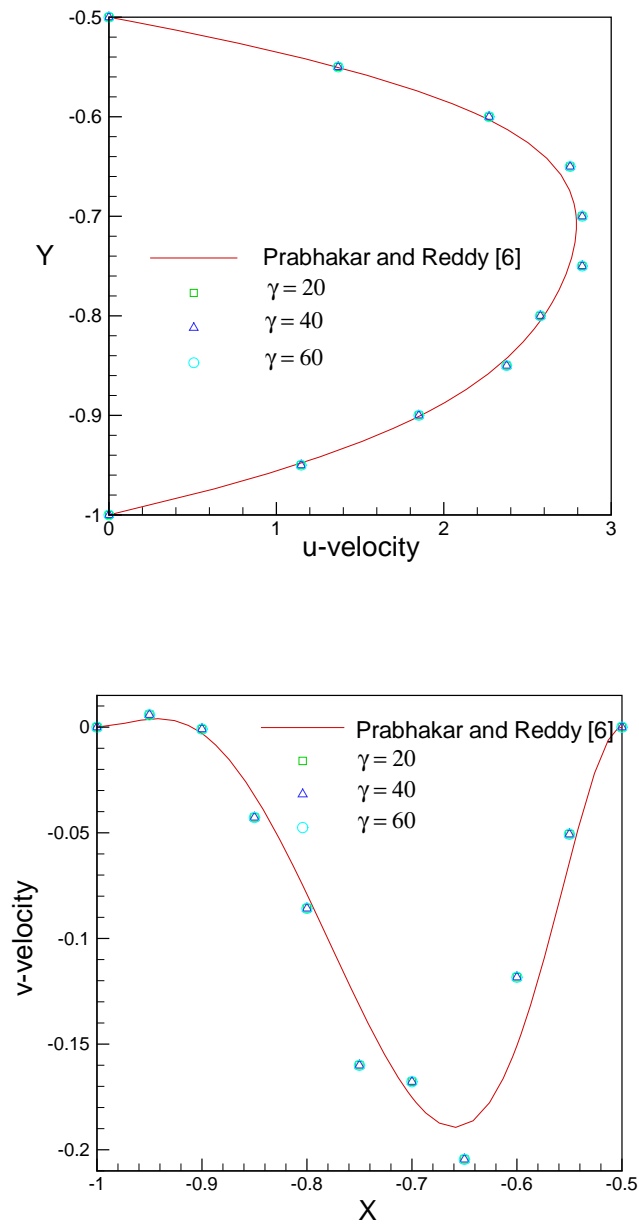 -0.5
-0.6
-0.7
Y
Prabhakar and Reddy [6]
γ = 20
γ = 40
γ = 60
-0.8
-0.9
-1
0
1
2
3
u-velocity
0
-0.05
-0.1
-0.15
-0.2
v-velocity
Prabhakar and Reddy [6]
γ = 20
γ = 40
γ = 60
-1
-0.9
-0.8
-0.7
-0.6
-0.5
X